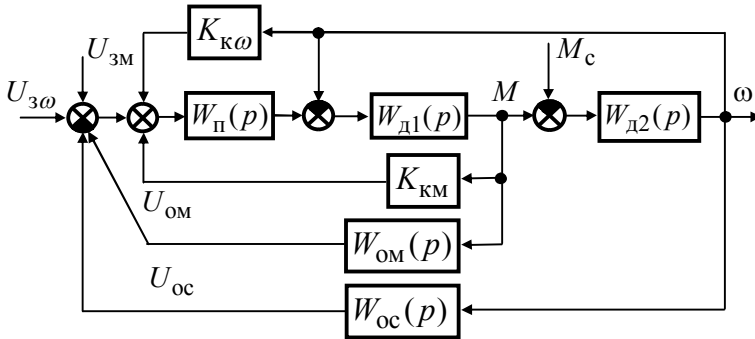 K_кω
U_зм
M_с
U_зω
W_п(p)
W_д1(p)
M
W_д2(p)
ω
K_км
U_ом
W_ом(p)
U_ос
W_ос(p)